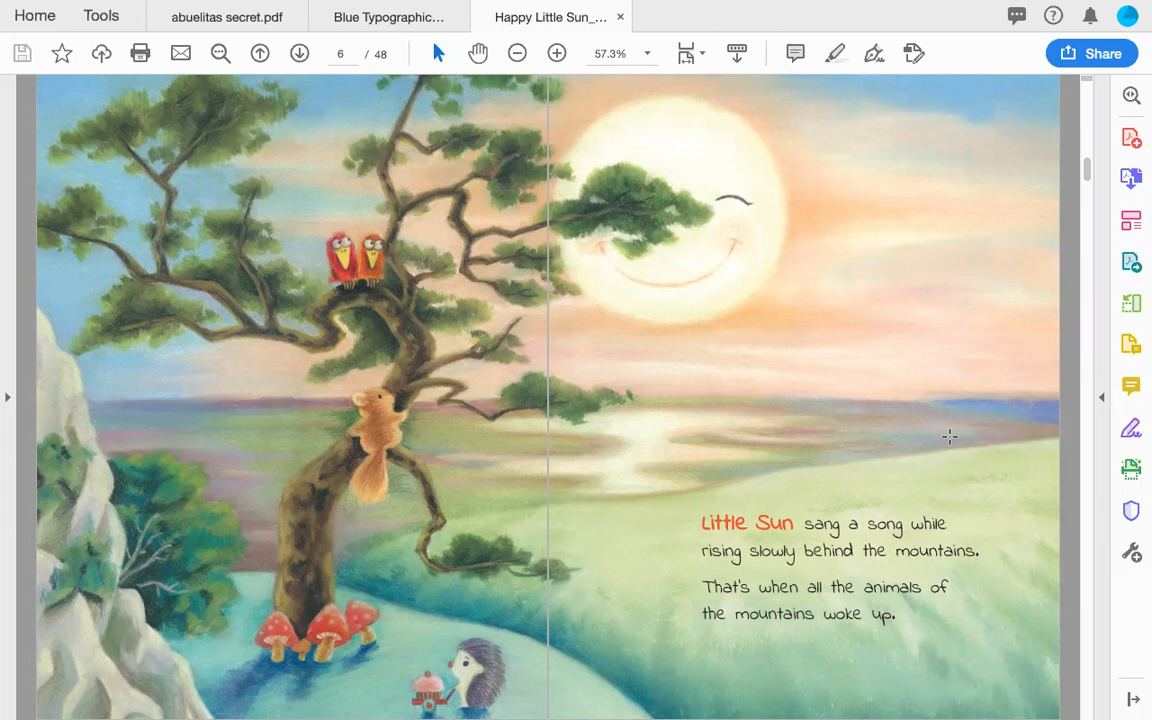 Home
Tools
abuelitas secret.pdf
Blue Typographic...
Happy Little Sun_... ×
6 / 48
57.3%
Share
Little Sun sang a song while
rising slowly behind the mountains.
That's when all the animals of
the mountains woke up.